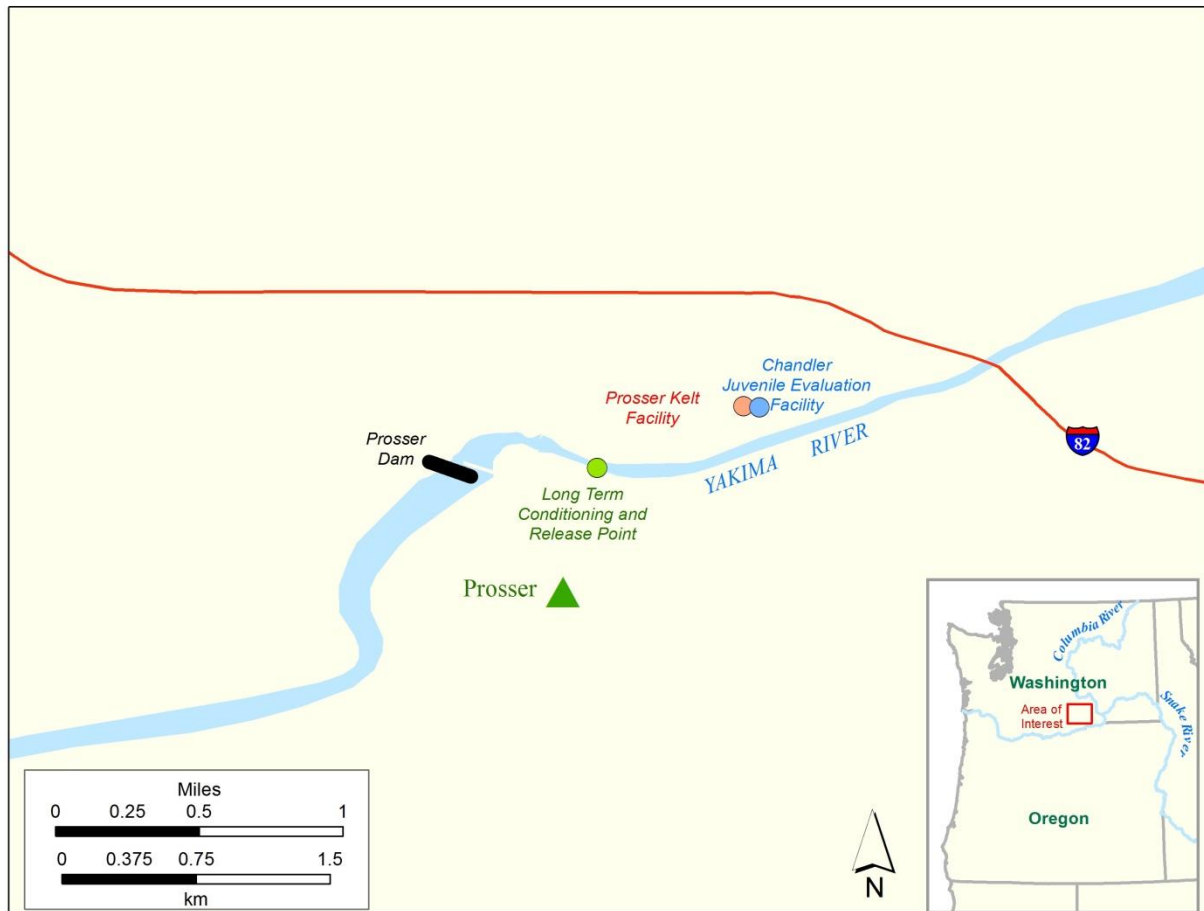 Chandler
Juvenile Evaluation
Facility
Prosser Kelt
Facility
Prosser
Dam
82
YAKIMA RIVER
Long Term
Conditioning and
Release Point
Prosser
Miles
0 0.25 0.5 1
0 0.375 0.75 1.5
km
N
Columbia River
Washington
Area of
Interest
Snake River
Oregon